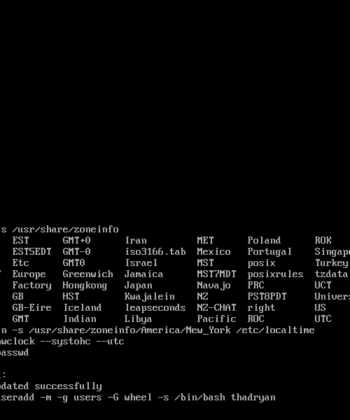 s /usr/share/zoneinfo
EST GMT+0 Iran MET Poland ROK
EST5EDT GMT-0 iso3166.tab Mexico Portugal Singapo
Etc GMT0 Israel MST posix Turkey
Europe Greenwich Jamaica MST7MDT posixrules tzdata
Factory Hongkong Japan Navajo PRC UCT
GB HST Kwajalein NZ PST8PDT Univers
GB-Eire Iceland leapseconds NZ-CHAT right US
GMT Indian Libya Pacific ROC UTC
n -s /usr/share/zoneinfo/America/New_York /etc/localtime
wclock --systohc --utc
passwd
:
pdated successfully
useradd -m -g users -G wheel -s /bin/bash thadryan